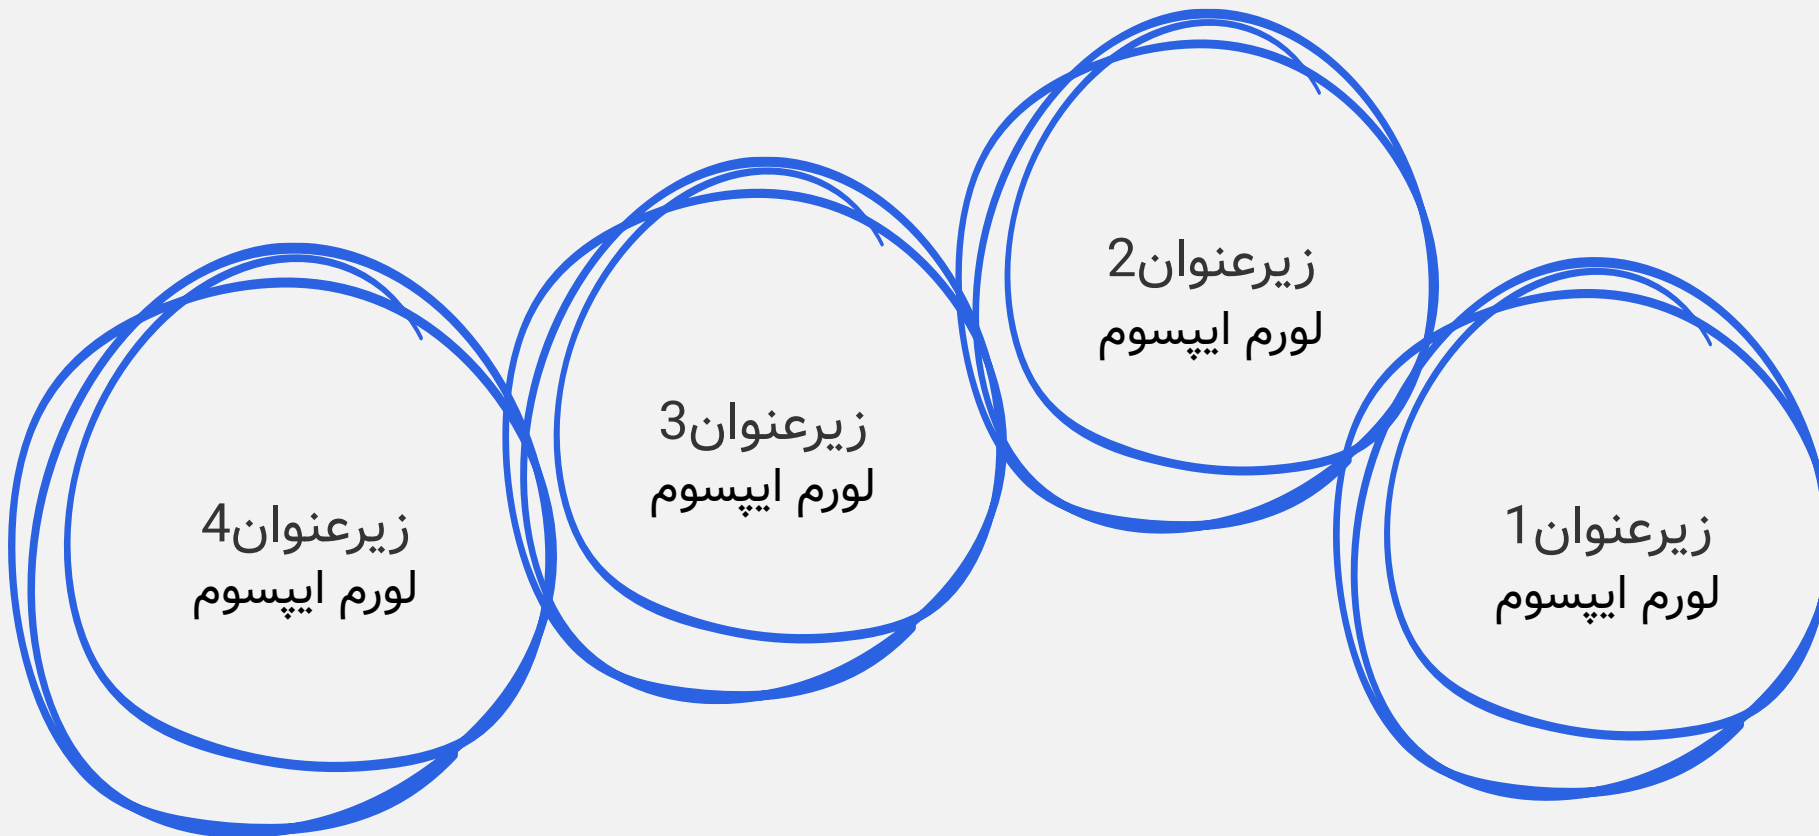 زیرعنوان1
لورم ایپسوم
زیرعنوان2
لورم ایپسوم
زیرعنوان3
لورم ایپسوم
زیرعنوان4
لورم ایپسوم